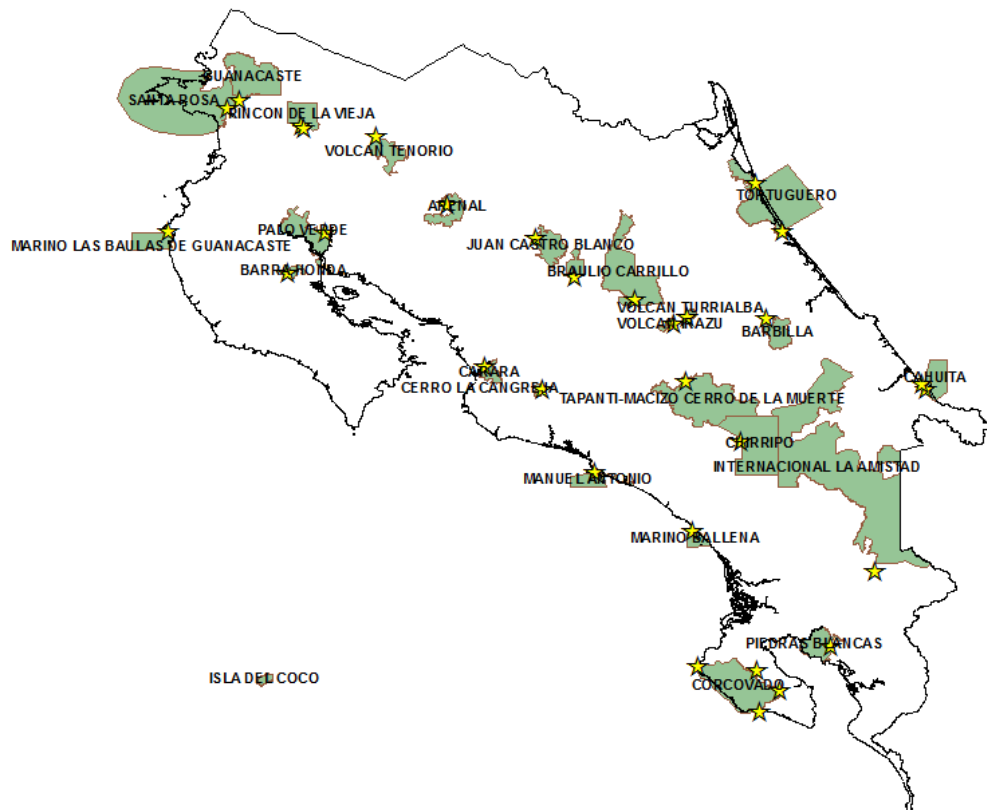 GUANACASTE
SANTA ROSA
RINCON DE LA VIEJA
VOLCAN TENORIO
TORTUGUERO
ARENAL
PALO VERDE
MARINO LAS BAULAS DE GUANACASTE
JUAN CASTRO BLANCO
BARRA HONDA
BRAULIO CARRILLO
VOLCAN TURRIALBA
VOLCAN IRAZU
BARBILLA
CARARA
CAHUITA
CERRO LA CANGREJA
TAPANTI-MACIZO CERRO DE LA MUERTE
CHIRRIPO
INTERNACIONAL LA AMISTAD
MANUEL ANTONIO
MARINO BALLENA
PIEDRAS BLANCAS
ISLA DEL COCO
CORCOVADO